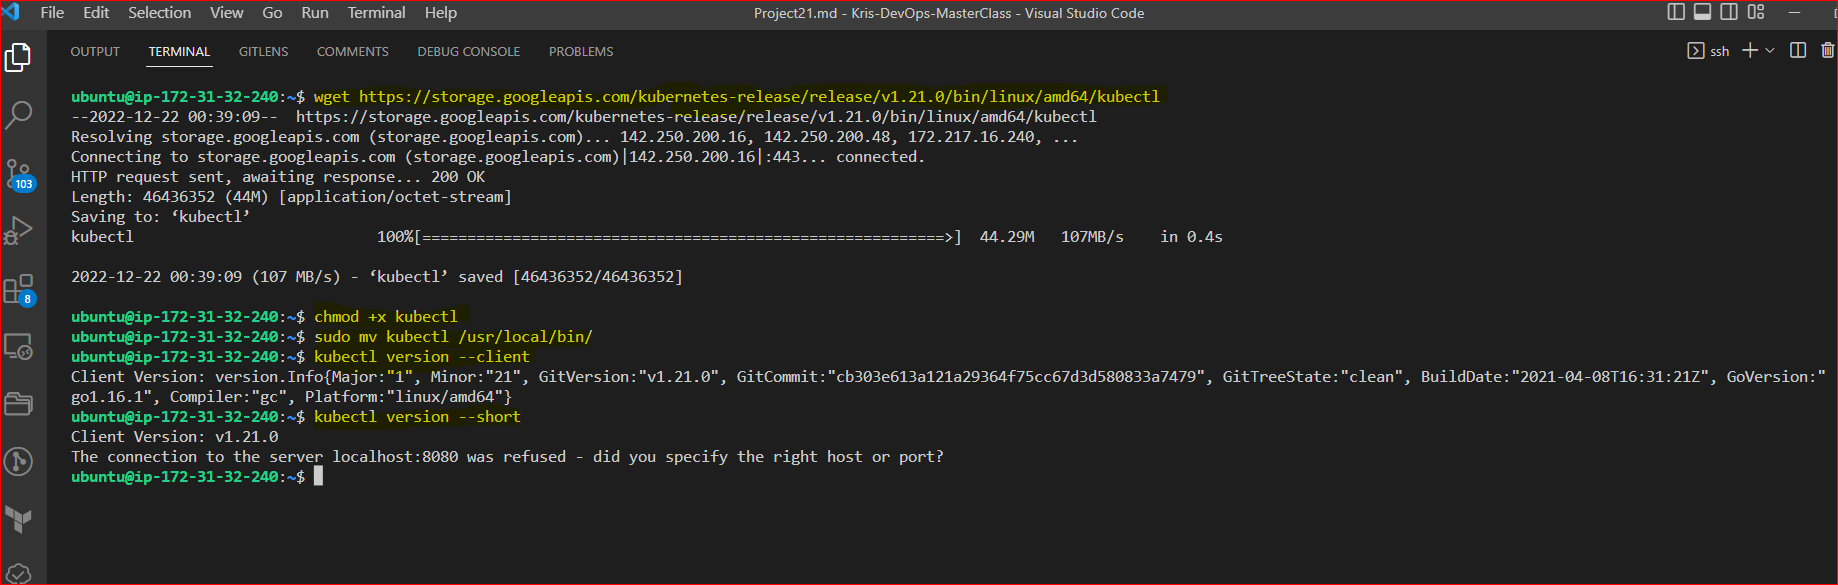 File Edit Selection View Go Run Terminal Help Project21.md - Kris-DevOps-MasterClass - Visual Studio Code
OUTPUT TERMINAL GITLENS COMMENTS DEBUG CONSOLE PROBLEMS ssh
ubuntu@ip-172-31-32-240:~$ wget https://storage.googleapis.com/kubernetes-release/release/v1.21.0/bin/linux/amd64/kubectl
--2022-12-22 00:39:09--  https://storage.googleapis.com/kubernetes-release/release/v1.21.0/bin/linux/amd64/kubectl
Resolving storage.googleapis.com (storage.googleapis.com)... 142.250.200.16, 142.250.200.48, 172.217.16.240, ...
Connecting to storage.googleapis.com (storage.googleapis.com)|142.250.200.16|:443... connected.
HTTP request sent, awaiting response... 200 OK
Length: 46436352 (44M) [application/octet-stream]
Saving to: ‘kubectl’
kubectl 100%[==========================================================>] 44.29M 107MB/s in 0.4s
2022-12-22 00:39:09 (107 MB/s) - ‘kubectl’ saved [46436352/46436352]
ubuntu@ip-172-31-32-240:~$ chmod +x kubectl
ubuntu@ip-172-31-32-240:~$ sudo mv kubectl /usr/local/bin/
ubuntu@ip-172-31-32-240:~$ kubectl version --client
Client Version: version.Info{Major:"1", Minor:"21", GitVersion:"v1.21.0", GitCommit:"cb303e613a121a29364f75cc67d3d580833a7479", GitTreeState:"clean", BuildDate:"2021-04-08T16:31:21Z", GoVersion:"
go1.16.1", Compiler:"gc", Platform:"linux/amd64"}
ubuntu@ip-172-31-32-240:~$ kubectl version --short
Client Version: v1.21.0
The connection to the server localhost:8080 was refused - did you specify the right host or port?
ubuntu@ip-172-31-32-240:~$
103
8